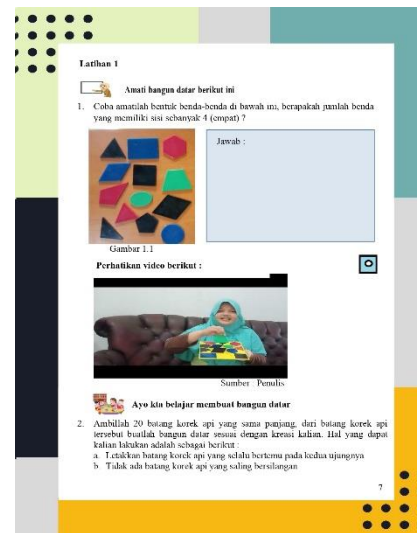 Latihan 1
Amati bangun datar berikut ini
1. Coba amatilah bentuk benda-benda di bawah ini, berapakah jumlah benda
yang memiliki sisi sebanyak 4 (empat) ?
Jawab :
Gambar 1.1
Perhatikan video berikut :
Sumber : Penulis
Ayo kta belajar membuat bangun datar
2. Ambillah 20 batang korek api yang sama panjang, dari batang korek api
tersebut buatlah bangun datar sesuai dengan kreasi kalian. Hal yang dapat
kalian lakukan adalah sebagai berikut :
a. Letakkan batang korek api yang selalu bertemu pada kedua ujungnya
b. Tidak ada batang korek api yang saling bersilangan
7